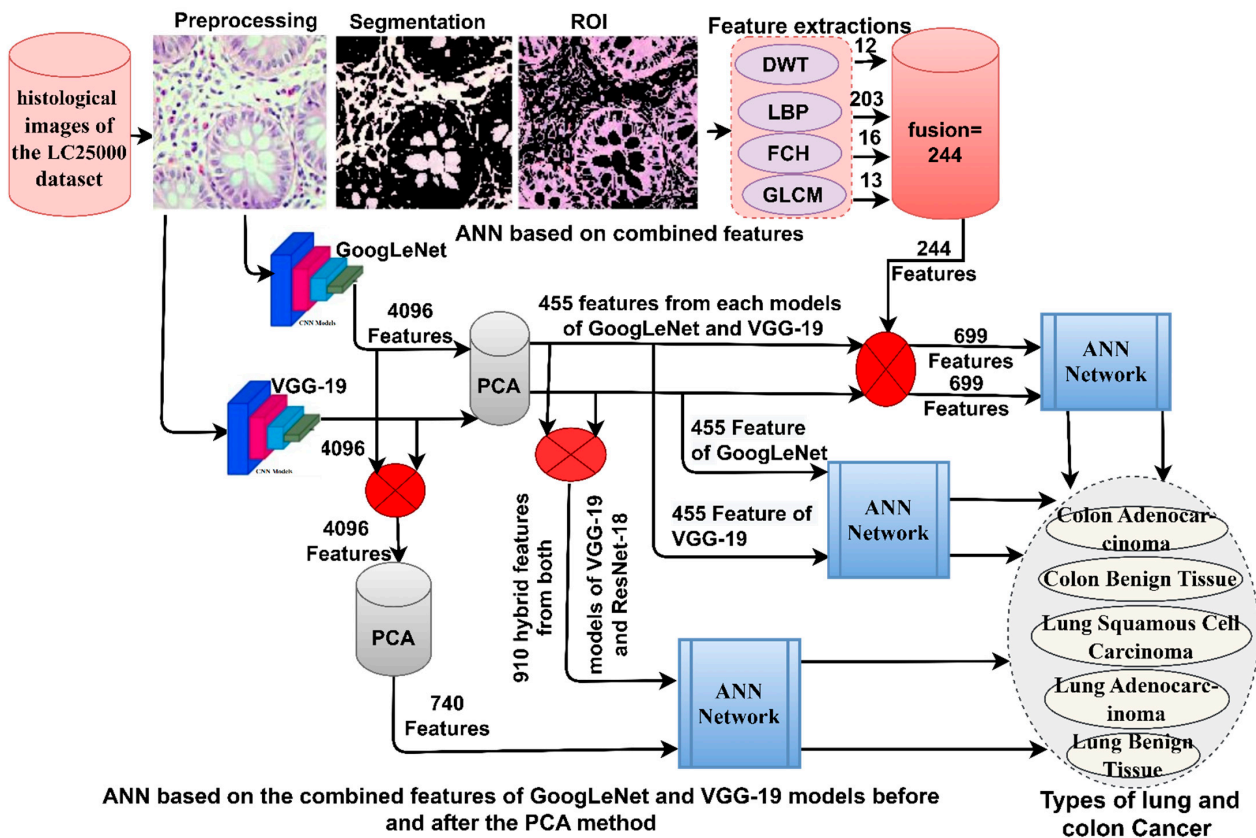 Preprocessing
Segmentation
ROI
Feature extractions
histological
images of
the LC25000
dataset
DWT
LBP
FCH
GLCM
12
203
16
13
fusion=
244
ANN based on combined features
244
Features
GoogLeNet
CNN Models
4096
Features
VGG-19
CNN Models
4096
PCA
455 features from each models
of GoogLeNet and VGG-19
699
Features
699
Features
ANN
Network
455 Feature
of GoogLeNet
455 Feature of
VGG-19
ANN
Network
4096
Features
PCA
740
Features
910 hybrid features
from both
models of VGG-19
and ResNet-18
ANN
Network
Colon Adenocar-
cinoma
Colon Benign Tissue
Lung Squamous Cell
Carcinoma
Lung Adenocarc-
inoma
Lung Benign
Tissue
Types of lung and
colon Cancer
ANN based on the combined features of GoogLeNet and VGG-19 models before
and after the PCA method